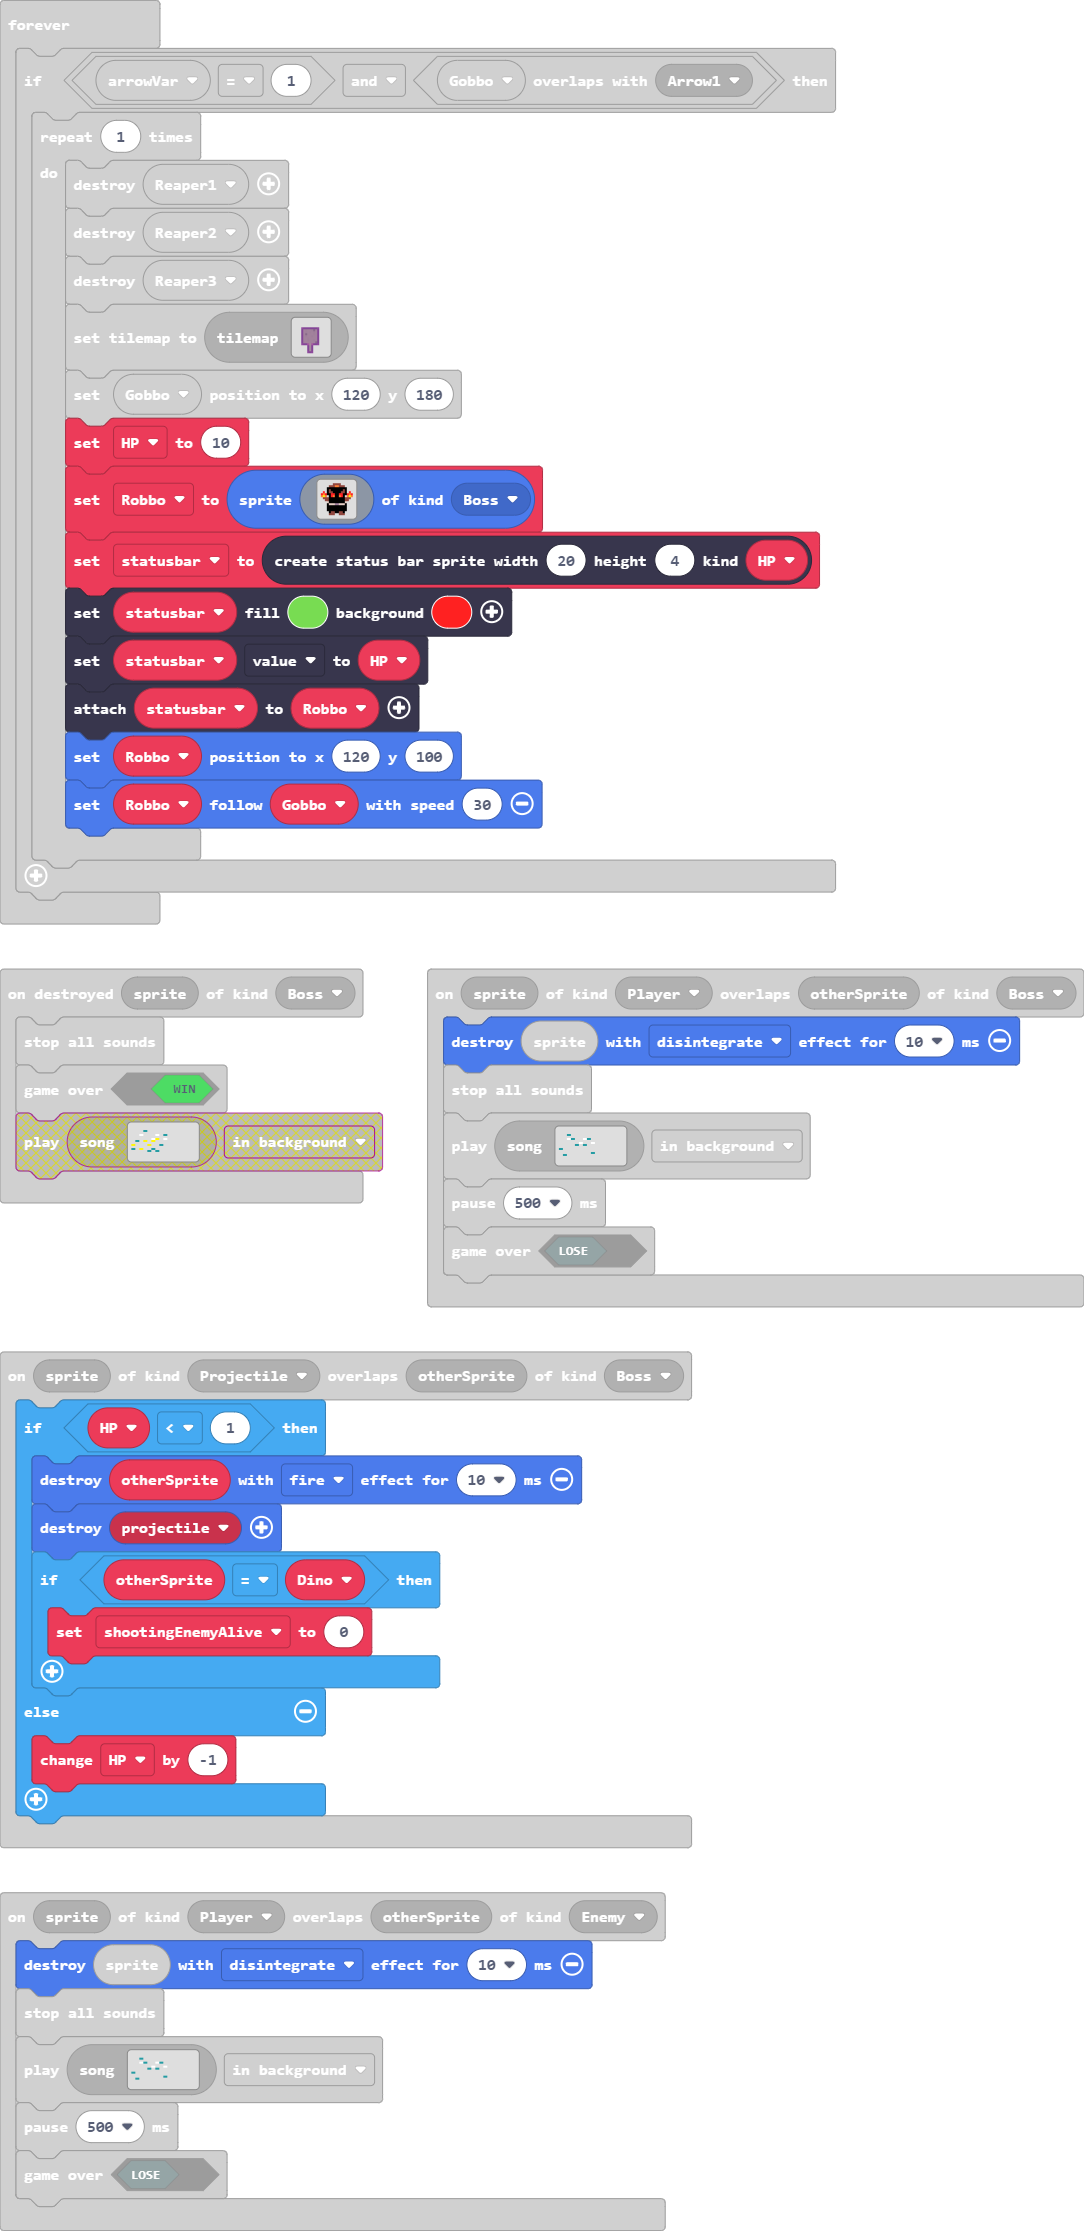 forever
if arrowVar = 1 and Gobbo overlaps with Arrow1 then
repeat 1 times
do
destroy Reaper1
destroy Reaper2
destroy Reaper3
set tilemap to tilemap
set Gobbo position to x 120 y 180
set HP to 10
set Robbo to sprite of kind Boss
set statusbar to create status bar sprite width 20 height 4 kind HP
set statusbar fill background
set statusbar value to HP
attach statusbar to Robbo
set Robbo position to x 120 y 100
set Robbo follow Gobbo with speed 30
on destroyed sprite of kind Boss
stop all sounds
game over WIN
play song in background
on sprite of kind Player overlaps otherSprite of kind Boss
destroy sprite with disintegrate effect for 10 ms
stop all sounds
play song in background
pause 500 ms
game over LOSE
on sprite of kind Projectile overlaps otherSprite of kind Boss
if HP < 1 then
destroy otherSprite with fire effect for 10 ms
destroy projectile
if otherSprite = Dino then
set shootingEnemyAlive to 0
else
change HP by -1
on sprite of kind Player overlaps otherSprite of kind Enemy
destroy sprite with disintegrate effect for 10 ms
stop all sounds
play song in background
pause 500 ms
game over LOSE